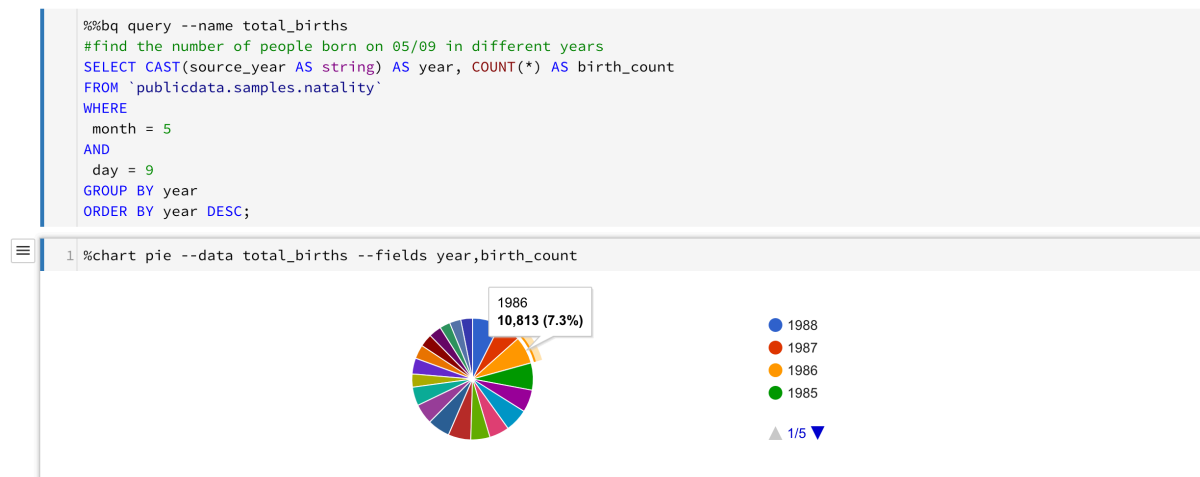 %%bq query --name total_births
#find the number of people born on 05/09 in different years
SELECT CAST(source_year AS string) AS year, COUNT(*) AS birth_count
FROM `publicdata.samples.natality`
WHERE
month = 5
AND
day = 9
GROUP BY year
ORDER BY year DESC;
1 %chart pie --data total_births --fields year,birth_count
1986
10,813 (7.3%)
1988
1987
1986
1985
1/5